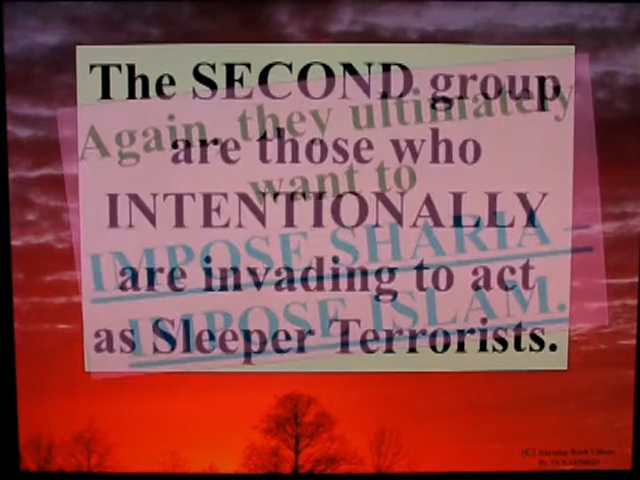 The SECOND group
are those who
INTENTIONALLY
are invading to act
as Sleeper Terrorists.
Again, they ultimately
want to
IMPOSE SHARIA –
IMPOSE ISLAM.